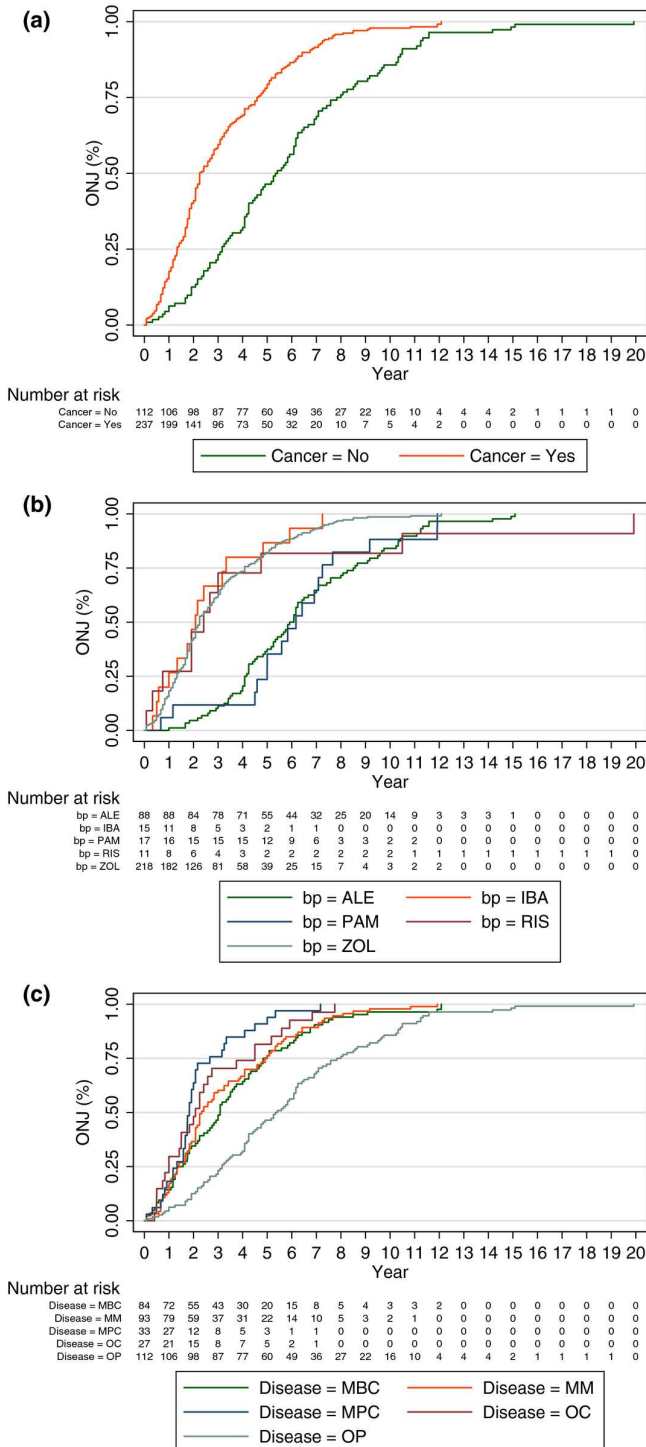 (a)
1.00
0.75
0.50
0.25
0.00
ONJ (%)
0 1 2 3 4 5 6 7 8 9 10 11 12 13 14 15 16 17 18 19 20
Year
Number at risk
Cancer = No 112 106 98 87 77 60 49 36 27 22 16 10 4 4 4 2 1 1 1 1 0
Cancer = Yes 237 199 141 96 73 50 32 20 10 7 5 4 2 0 0 0 0 0 0 0 0
Cancer = No Cancer = Yes
(b)
1.00
0.75
0.50
0.25
0.00
ONJ (%)
0 1 2 3 4 5 6 7 8 9 10 11 12 13 14 15 16 17 18 19 20
Year
Number at risk
bp = ALE 88 88 84 78 71 55 44 32 25 20 14 9 3 3 3 1 0 0 0 0 0
bp = IBA 15 11 8 5 3 2 1 1 0 0 0 0 0 0 0 0 0 0 0 0 0
bp = PAM 17 16 15 15 15 12 9 6 3 3 2 2 0 0 0 0 0 0 0 0 0
bp = RIS 11 8 6 4 3 2 2 2 2 2 2 1 1 1 1 1 1 1 1 1 0
bp = ZOL 218 182 126 81 58 39 25 15 7 4 3 2 2 0 0 0 0 0 0 0 0
bp = ALE bp = IBA
bp = PAM bp = RIS
bp = ZOL
(c)
1.00
0.75
0.50
0.25
0.00
ONJ (%)
0 1 2 3 4 5 6 7 8 9 10 11 12 13 14 15 16 17 18 19 20
Year
Number at risk
Disease = MBC 84 72 55 43 30 20 15 8 5 4 3 3 2 0 0 0 0 0 0 0 0
Disease = MM 93 79 59 37 31 22 14 10 5 3 2 1 0 0 0 0 0 0 0 0 0
Disease = MPC 33 27 12 8 5 3 1 1 0 0 0 0 0 0 0 0 0 0 0 0 0
Disease = OC 27 21 15 8 7 5 2 1 0 0 0 0 0 0 0 0 0 0 0 0 0
Disease = OP 112 106 98 87 77 60 49 36 27 22 16 10 4 4 4 2 1 1 1 1 0
Disease = MBC Disease = MM
Disease = MPC Disease = OC
Disease = OP